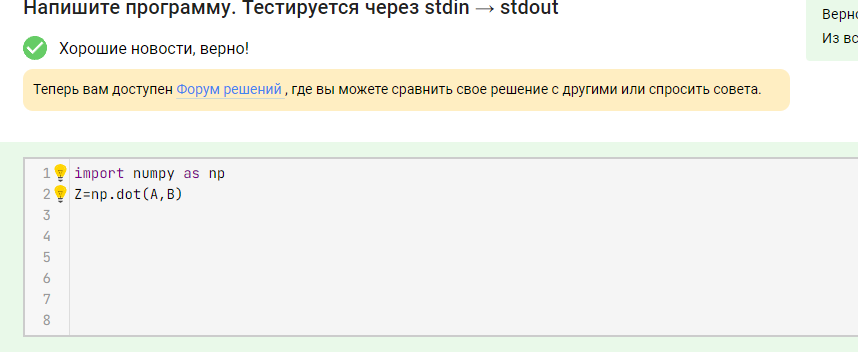 Напишите программу. Тестируется через stdin → stdout
Хорошие новости, верно!
Верно
Из вс
Теперь вам доступен Форум решений , где вы можете сравнить свое решение с другими или спросить совета.
1 import numpy as np
2 Z=np.dot(A,B)
3
4
5
6
7
8